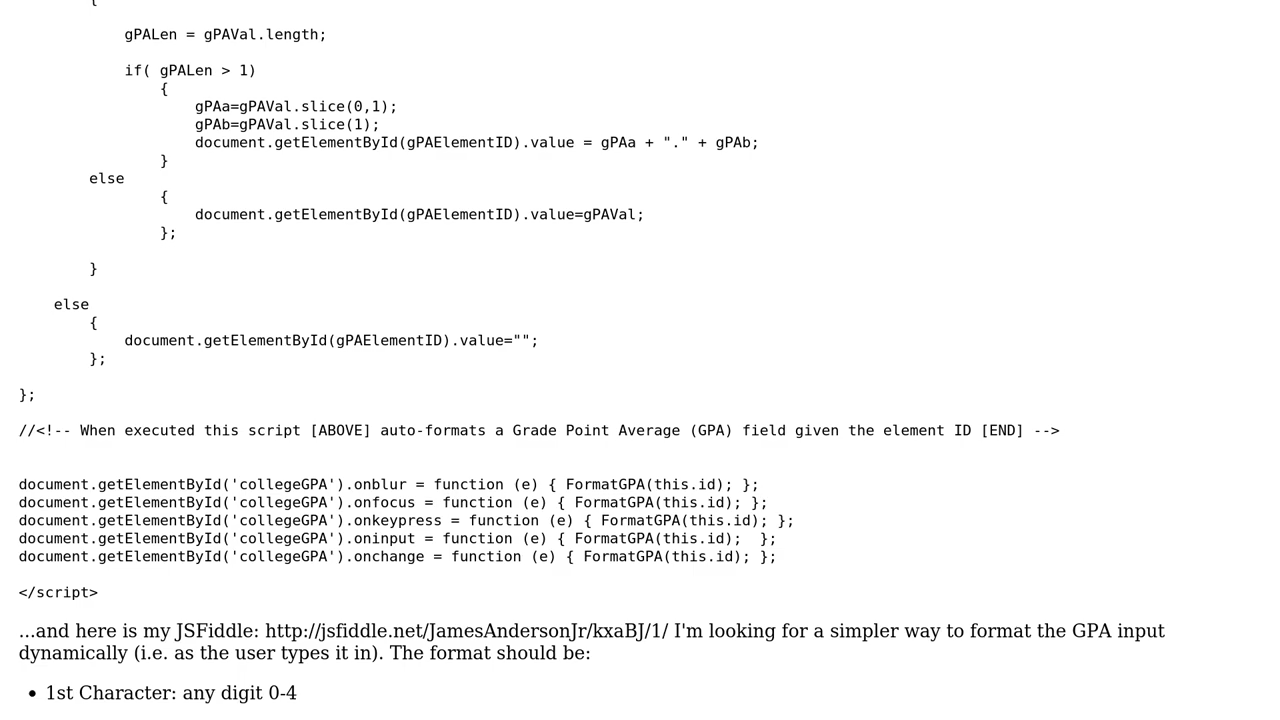 {
gPALen = gPAVal.length;
if( gPALen > 1)
{
gPAa=gPAVal.slice(0,1);
gPAb=gPAVal.slice(1);
document.getElementById(gPAElementID).value = gPAa + "." + gPAb;
}
else
{
document.getElementById(gPAElementID).value=gPAVal;
};
}
else
{
document.getElementById(gPAElementID).value="";
};
};
//<!-- When executed this script [ABOVE] auto-formats a Grade Point Average (GPA) field given the element ID [END] -->
document.getElementById('collegeGPA').onblur = function (e) { FormatGPA(this.id); };
document.getElementById('collegeGPA').onfocus = function (e) { FormatGPA(this.id); };
document.getElementById('collegeGPA').onkeypress = function (e) { FormatGPA(this.id); };
document.getElementById('collegeGPA').oninput = function (e) { FormatGPA(this.id);  };
document.getElementById('collegeGPA').onchange = function (e) { FormatGPA(this.id); };
</script>
...and here is my JSFiddle: http://jsfiddle.net/JamesAndersonJr/kxaBJ/1/ I'm looking for a simpler way to format the GPA input
dynamically (i.e. as the user types it in). The format should be:
• 1st Character: any digit 0-4